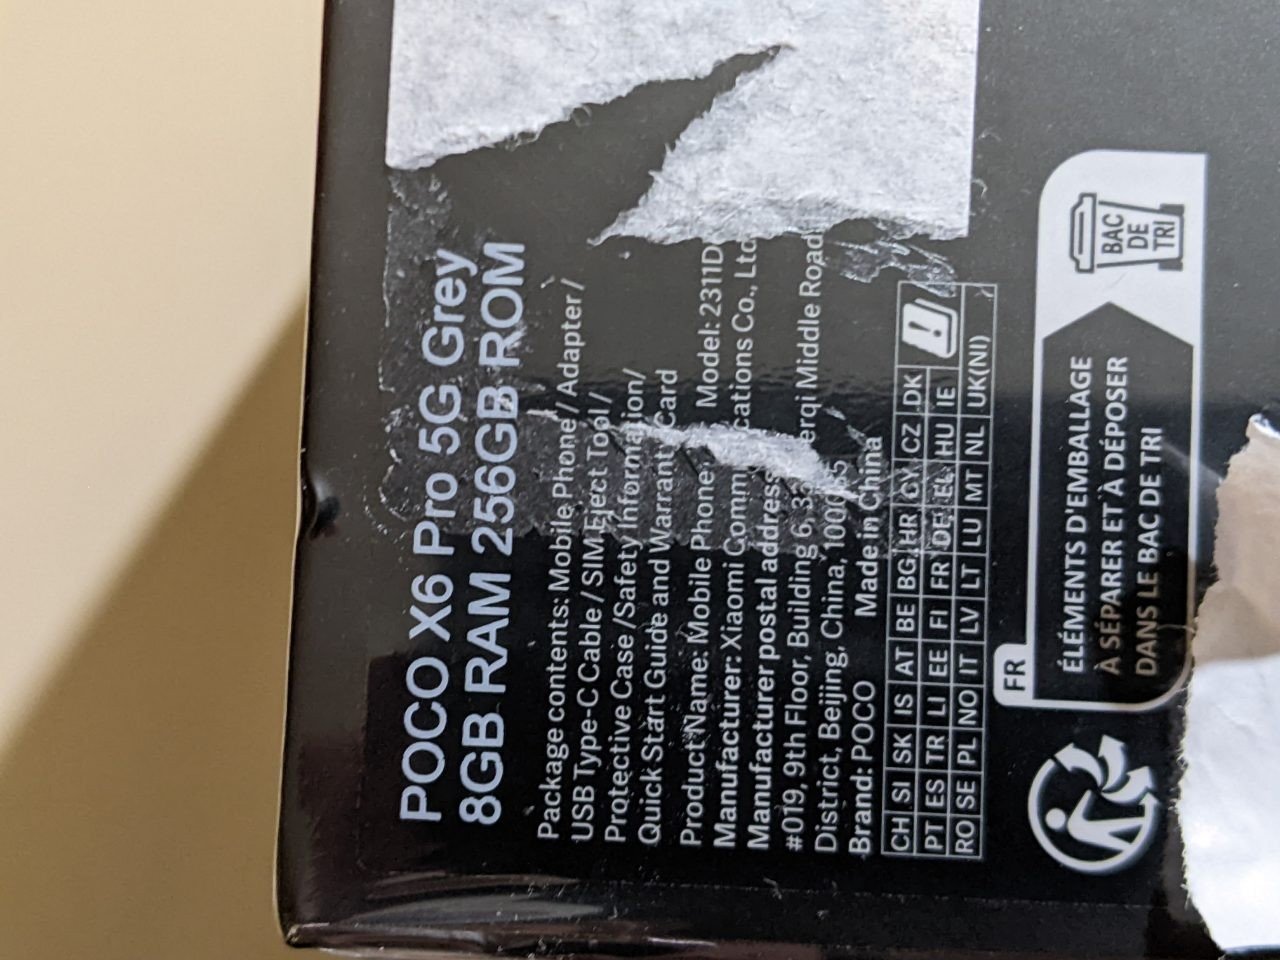 POCO X6 Pro 5G Grey
8GB RAM 256GB ROM
Package contents: Mobile Phone / Adapter /
USB Type-C Cable / SIM Eject Tool /
Protective Case /Safety Information/
Quick Start Guide and Warranty Card
Product Name: Mobile Phone Model: 2311D
Manufacturer: Xiaomi Communications Co., Ltd
Manufacturer postal address
#019, 9th Floor, Building 6, Middle Road
District, Beijing, China,
Brand: POCO Made in China
CH SI SK IS AT BE BG HR CY CZ DK
PT ES TR LI EE FI FR DE EL HU IE
RO SE PL NO IT LV LT LU MT NL UK(NI)
FR
ÉLÉMENTS D'EMBALLAGE
À SÉPARER ET À DÉPOSER
DANS LE BAC DE TRI
BAC
DE
TRI